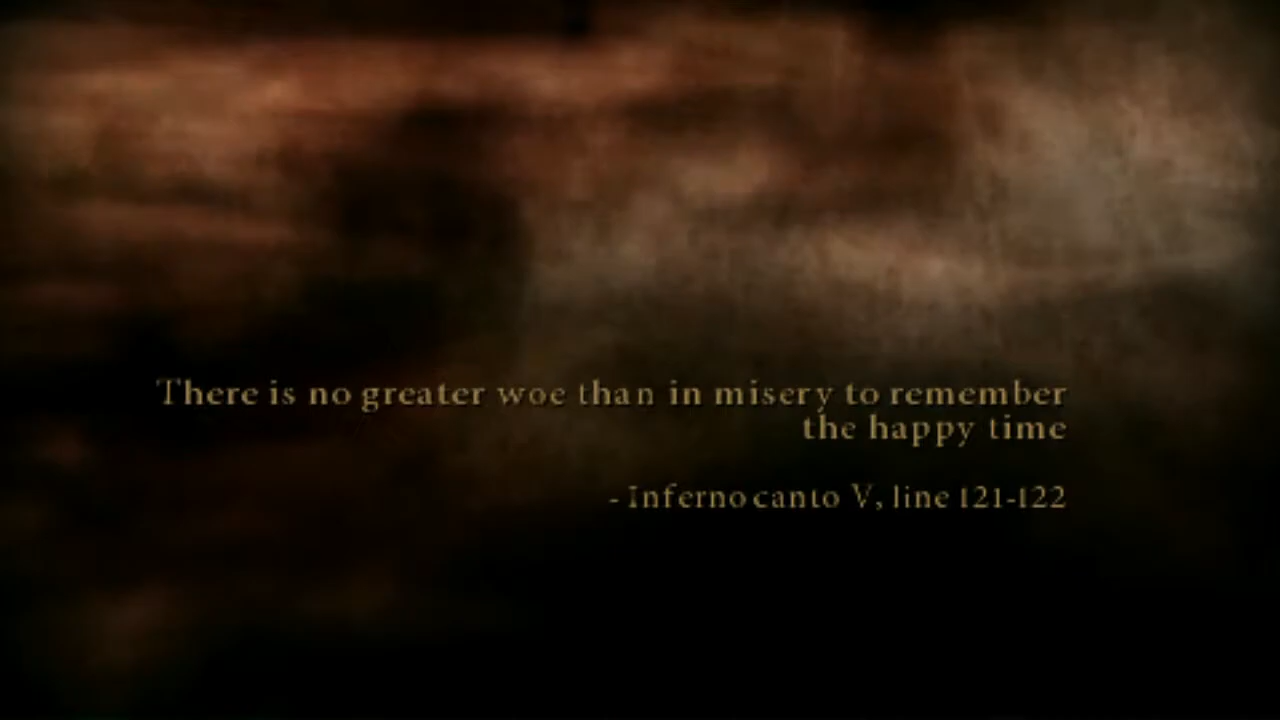 There is no greater woe than in misery to remember
the happy time
- Inferno canto V, line 121-122